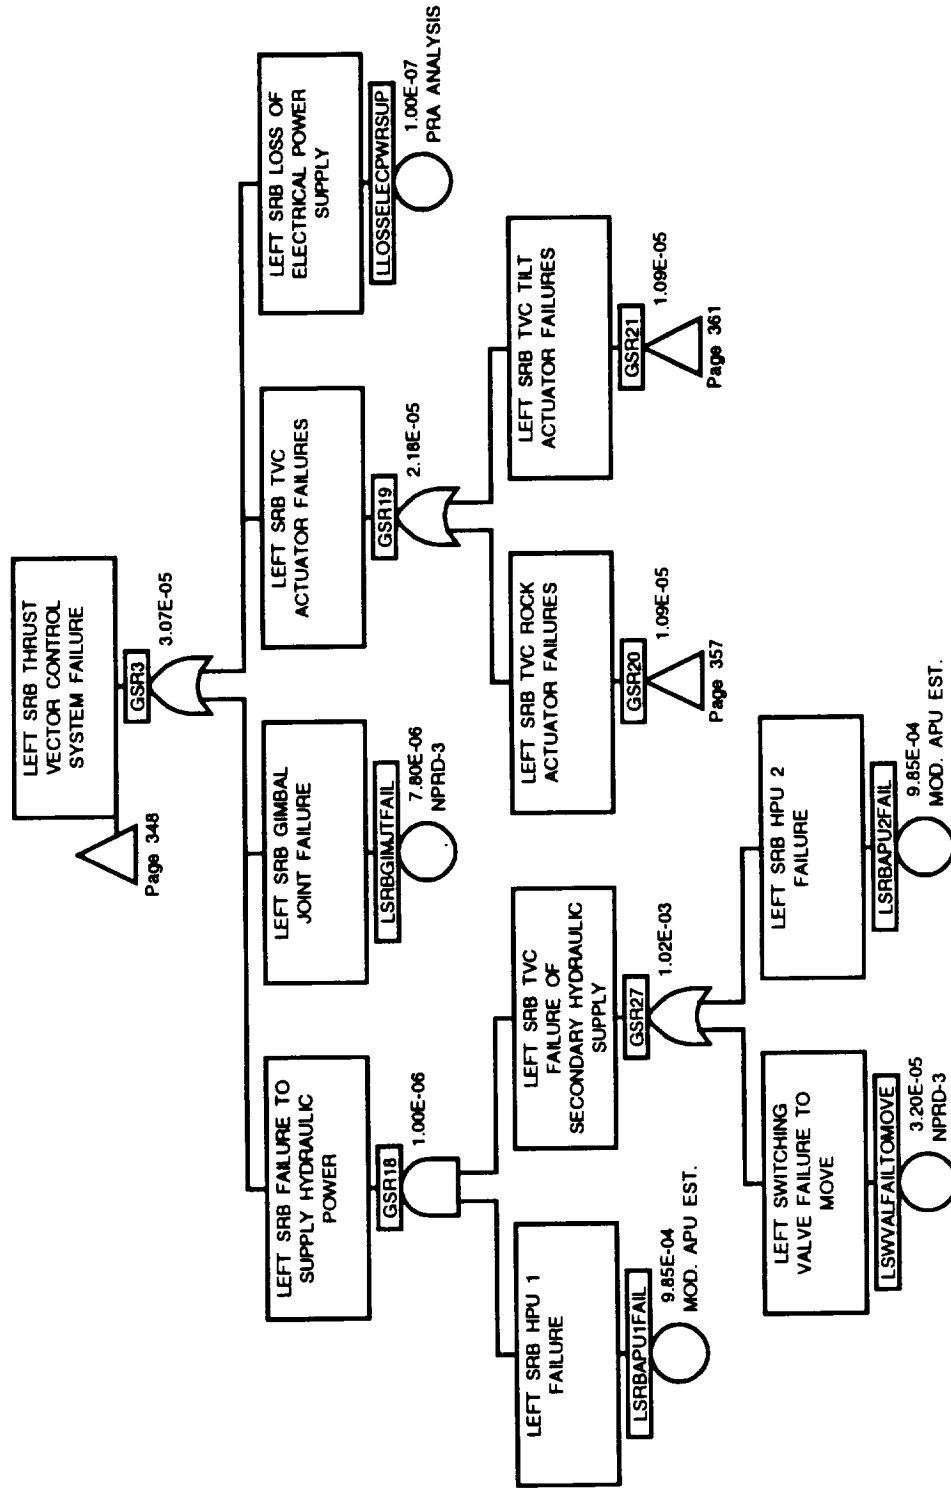 LEFT SRB THRUST
VECTOR CONTROL
SYSTEM FAILURE
GSR3
3.07E-05
Page 348
LEFT SRB FAILURE TO
SUPPLY HYDRAULIC
POWER
GSR18
1.00E-06
LEFT SRB GIMBAL
JOINT FAILURE
LSRBGIMJTFAIL
7.80E-06
NPRD-3
LEFT SRB TVC
ACTUATOR FAILURES
GSR19
2.18E-05
LEFT SRB LOSS OF
ELECTRICAL POWER
SUPPLY
LLOSSELECPWRSUP
1.00E-07
PRA ANALYSIS
LEFT SRB HPU 1
FAILURE
LSRBAPU1FAIL
9.85E-04
MOD. APU EST.
LEFT SRB TVC
FAILURE OF
SECONDARY HYDRAULIC
SUPPLY
GSR27
1.02E-03
LEFT SRB TVC ROCK
ACTUATOR FAILURES
GSR20
1.09E-05
Page 357
LEFT SRB TVC TILT
ACTUATOR FAILURES
GSR21
1.09E-05
Page 361
LEFT SWITCHING
VALVE FAILURE TO
MOVE
LSWVALFAILTOMOVE
3.20E-05
NPRD-3
LEFT SRB HPU 2
FAILURE
LSRBAPU2FAIL
9.85E-04
MOD. APU EST.